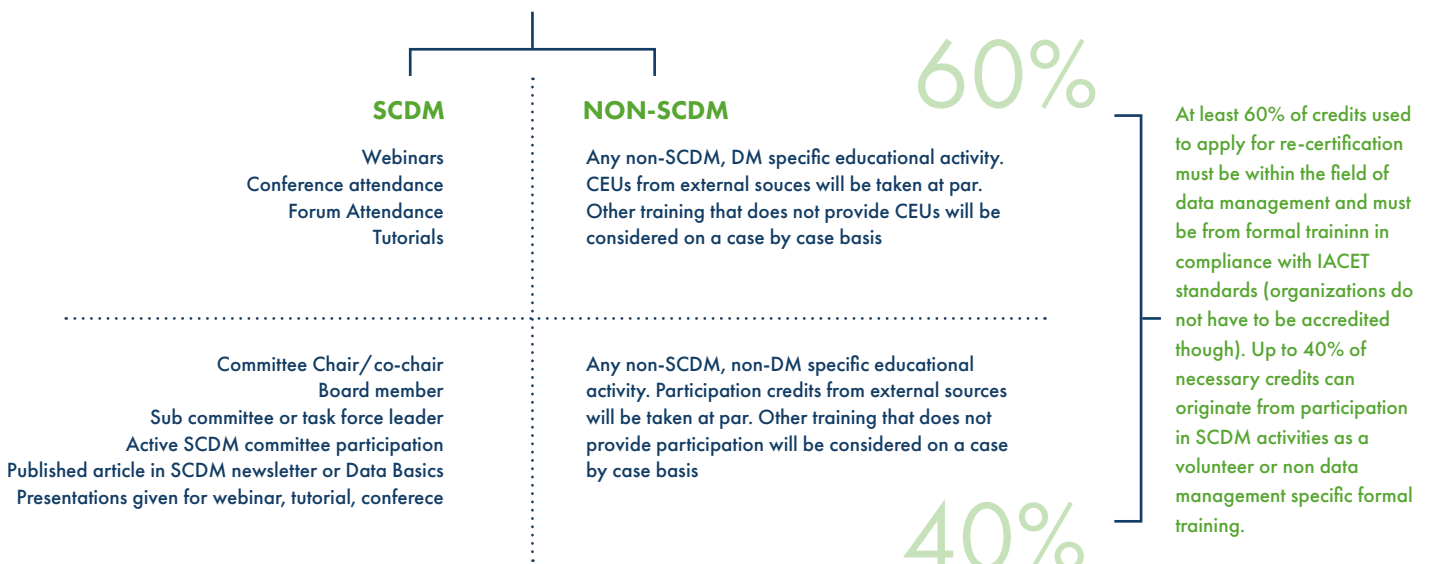 60%
SCDM
NON-SCDM
Webinars
Conference attendance
Forum Attendance
Tutorials
Any non-SCDM, DM specific educational activity.
CEUs from external souces will be taken at par.
Other training that does not provide CEUs will be
considered on a case by case basis
Committee Chair/co-chair
Board member
Sub committee or task force leader
Active SCDM committee participation
Published article in SCDM newsletter or Data Basics
Presentations given for webinar, tutorial, conferece
Any non-SCDM, non-DM specific educational
activity. Participation credits from external sources
will be taken at par. Other training that does not
provide participation will be considered on a case
by case basis
40%
At least 60% of credits used
to apply for re-certification
must be within the field of
data management and must
be from formal traininn in
compliance with IACET
standards (organizations do
not have to be accredited
though). Up to 40% of
necessary credits can
originate from participation
in SCDM activities as a
volunteer or non data
management specific formal
training.